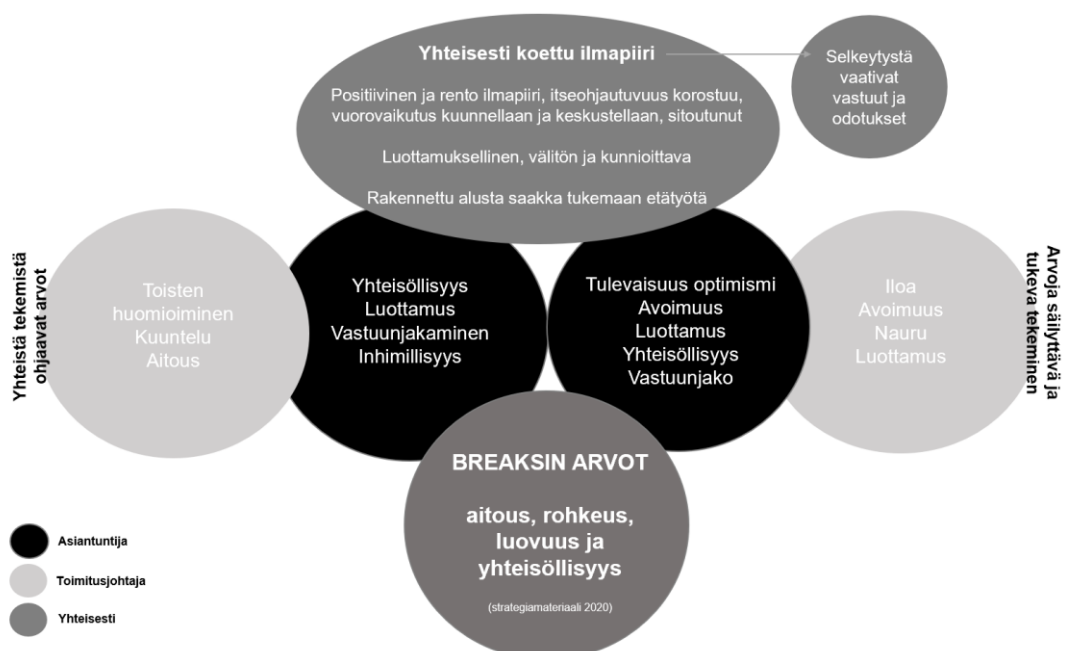 Yhteisesti koettu ilmapiiri
Positiivinen ja rento ilmapiiri, itseohjautuvuus korostuu,
vuorovaikutus kuunnellaan ja keskustellaan, sitoutunut
Luottamuksellinen, välitön ja kunnioittava
Rakennettu alusta saakka tukemaan etätyötä
Selkeytystä
vaativat
vastuut ja
odotukset
Yhteistä tekemistä
ohjaavat arvot
Toisten
huomioiminen
Kuuntelu
Aitous
Yhteisöllisyys
Luottamus
Vastuunjakaminen
Inhimillisyys
Tulevaisuus optimismi
Avoimuus
Luottamus
Yhteisöllisyys
Vastuunjako
Iloa
Avoimuus
Nauru
Luottamus
Arvoja säilyttävä ja
tukeva tekeminen
BREAKSIN ARVOT
aitous, rohkeus,
luovuus ja
yhteisöllisyys
(strategiamateriaali 2020)
Asiantuntija
Toimitusjohtaja
Yhteisesti